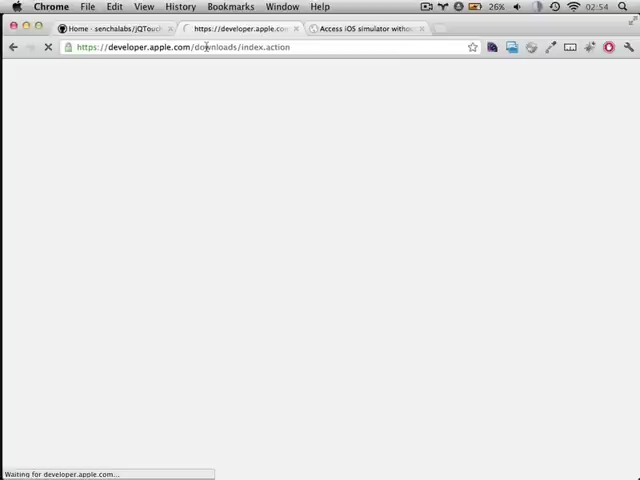 Chrome File Edit View History Bookmarks Window Help 26% 02:54
Home - senchalabs/jQTouch https://developer.apple.com Access iOS simulator withou
https://developer.apple.com/downloads/index.action
Waiting for developer.apple.com...